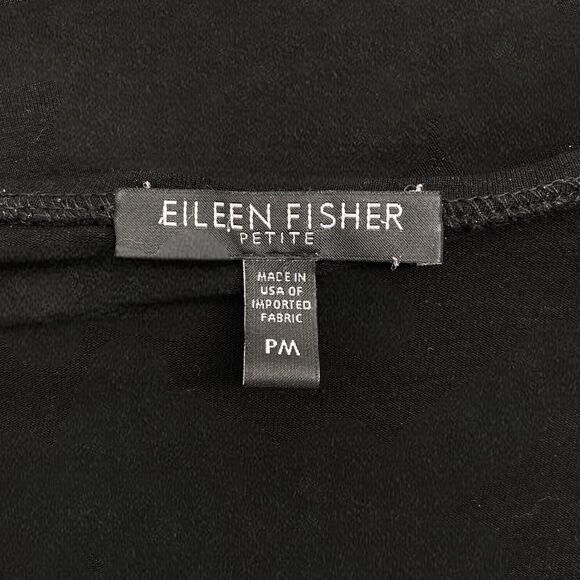 EILEEN FISHER
PETITE
MADE IN
USA OF
IMPORTED
FABRIC
PM